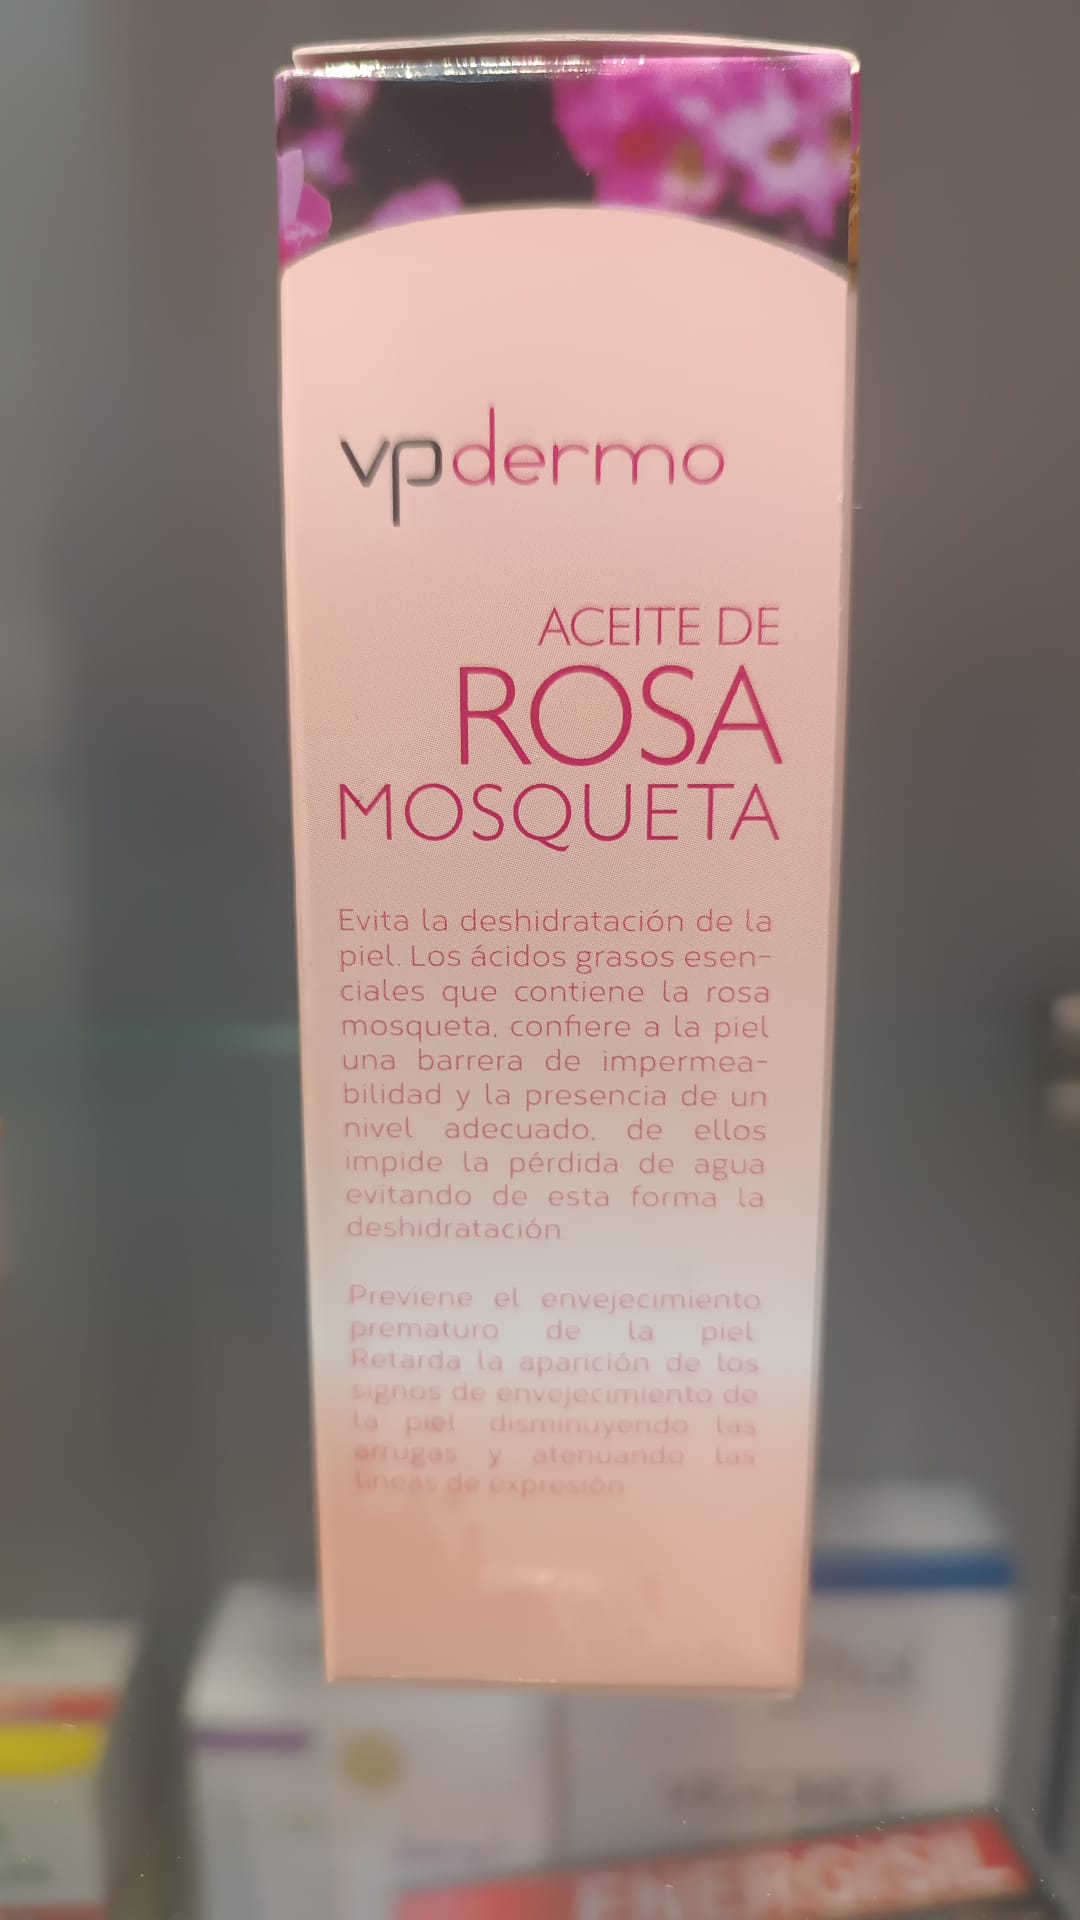 vpdermo
ACEITE DE
ROSA
MOSQUETA
Evita la deshidratación de la
piel. Los ácidos grasos esen-
ciales que contiene la rosa
mosqueta, confiere a la piel
una barrera de impermea-
bilidad y la presencia de un
nivel adecuado, de ellos
impide la pérdida de agua
evitando de esta forma la
deshidratación.
Previene el envejecimiento
prematuro de la piel.
Retarda la aparición de los
signos de envejecimiento de
la piel disminuyendo las
arrugas y atenuando las
líneas de expresión.
ENERGISIL